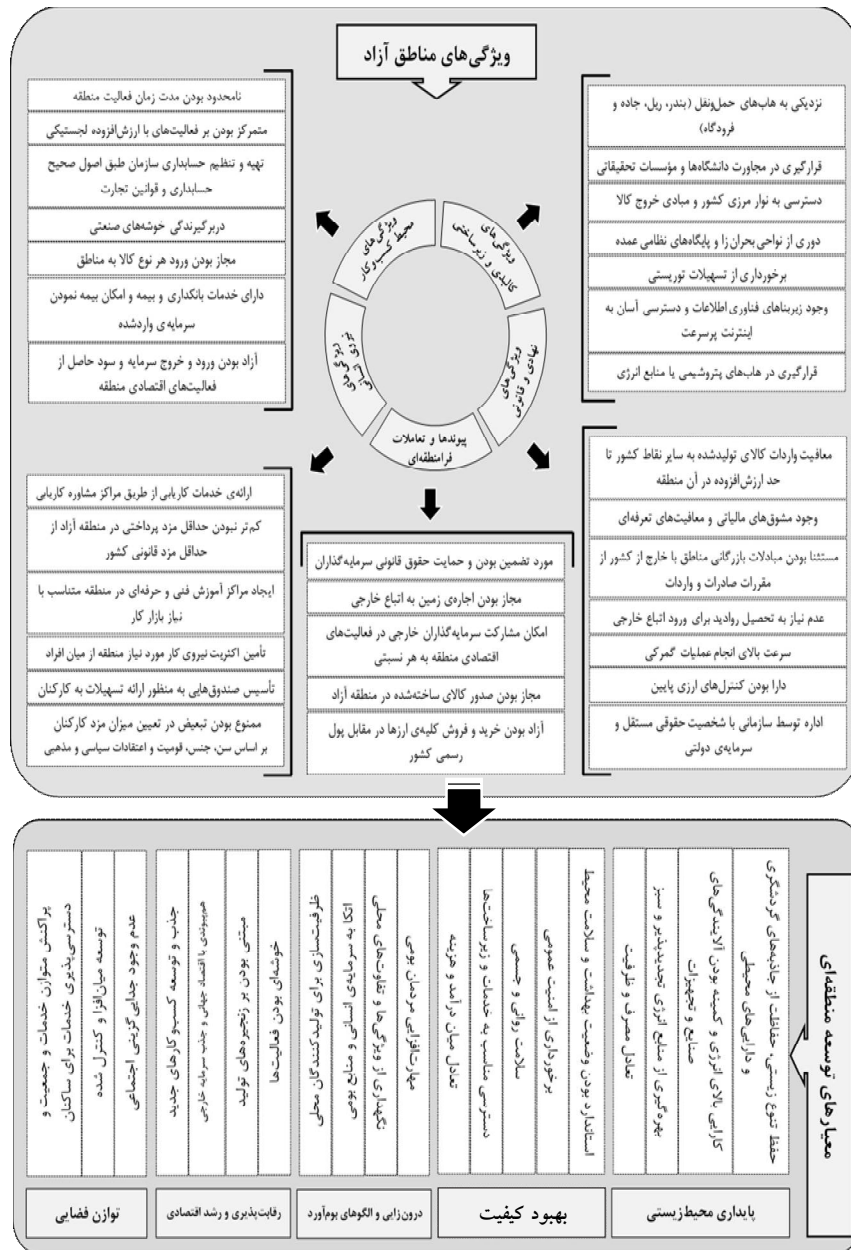 ویژگی‌های مناطق آزاد
نزدیکی به هاب‌های حمل‌ونقل (بندر، ریل، جاده و
فرودگاه)
قرارگیری در مجاورت دانشگاه‌ها و مؤسسات تحقیقاتی
دسترسی به نوار مرزی کشور و مبادی خروج کالا
دوری از نواحی بحران زا و پایگاه‌های نظامی عمده
برخورداری از تسهیلات توریستی
وجود زیربناهای فناوری اطلاعات و دسترسی آسان به
اینترنت پرسرعت
قرارگیری در هاب‌های پتروشیمی یا منابع انرژی
نامحدود بودن مدت زمان فعالیت منطقه
متمرکز بودن بر فعالیت‌های با ارزش‌افزوده لجستیکی
تهیه و تنظیم حسابداری سازمان طبق اصول صحیح
حسابداری و قوانین تجارت
دربرگیرندگی خوشه‌های صنعتی
مجاز بودن ورود هر نوع کالا به مناطق
دارای خدمات بانکداری و بیمه و امکان بیمه نمودن
سرمایه‌ی واردشده
آزاد بودن ورود و خروج سرمایه و سود حاصل از
فعالیت‌های اقتصادی منطقه
ویژگی‌های
کالبدی و زیرساختی
ویژگی‌های
محیط کسب‌وکار
ویژگی‌های
نهادی و قانونی
ویژگی‌های
پیوندها و تعاملات
فرامنطقه‌ای
معافیت واردات کالای تولیدشده به سایر نقاط کشور تا
حد ارزش‌افزوده در آن منطقه
وجود مشوق‌های مالیاتی و معافیت‌های تعرفه‌ای
مستثنا بودن مبادلات بازرگانی مناطق با خارج از کشور از
مقررات صادرات و واردات
عدم نیاز به تحصیل روادید برای ورود اتباع خارجی
سرعت بالای انجام عملیات گمرکی
دارا بودن کنترل‌های ارزی پایین
اداره توسط سازمانی با شخصیت حقوقی مستقل و
سرمایه‌ی دولتی
مورد تضمین بودن و حمایت حقوق قانونی سرمایه‌گذاران
مجاز بودن اجاره‌ی زمین به اتباع خارجی
امکان مشارکت سرمایه‌گذاران خارجی در فعالیت‌های
اقتصادی منطقه به هر نسبتی
مجاز بودن صدور کالای ساخته‌شده در منطقه آزاد
آزاد بودن خرید و فروش کلیه‌ی ارزها در مقابل پول
رسمی کشور
ارائه‌ی خدمات کاریابی از طریق مراکز مشاوره کاریابی
کم‌تر نبودن حداقل مزد پرداختی در منطقه آزاد از
حداقل مزد قانونی کشور
ایجاد مراکز آموزش فنی و حرفه‌ای در منطقه متناسب با
نیاز بازار کار
تأمین اکثریت نیروی کار مورد نیاز منطقه از میان افراد
تأسیس صندوق‌هایی به منظور ارائه تسهیلات به کارکنان
ممنوع بودن تبعیض در تعیین میزان مزد کارکنان
بر اساس سن، جنس، قومیت و اعتقادات سیاسی و مذهبی
معیارهای توسعه منطقه‌ای
حفظ تنوع زیستی، حفاظت از جاذبه‌های گردشگری
و دارایی‌های محیطی
کارایی بالای انرژی و کمینه بودن آلایندگی‌های
صنایع و تجهیزات
بهره‌گیری از منابع انرژی تجدیدپذیر و سبز
تعادل مصرف و ظرفیت
پایداری محیط‌زیستی
استاندارد بودن وضعیت بهداشت و سلامت محیط
برخورداری از امنیت عمومی
سلامت روانی و جسمی
دسترسی مناسب به خدمات و زیرساخت‌ها
تعادل میان درآمد و هزینه
بهبود کیفیت
مهارت‌افزایی مردمان بومی
نگهداری از ویژگی‌ها و تفاوت‌های محلی
اتکا به سرمایه‌ی انسانی و منابع بومی
ظرفیت‌سازی برای تولیدکنندگان محلی
درون‌زایی و الگوهای بوم‌آورد
خوشه‌ای بودن فعالیت‌ها
مبتنی بودن بر زنجیره‌های تولید
هم‌پیوندی با اقتصاد جهانی و جذب سرمایه خارجی
جذب و توسعه کسب‌وکارهای جدید
رقابت‌پذیری و رشد اقتصادی
عدم وجود جدایی‌گزینی اجتماعی
توسعه میان‌افزا و کنترل شده
دسترسی‌پذیری خدمات برای ساکنان
پراکنش متوازن خدمات و جمعیت و
توازن فضایی